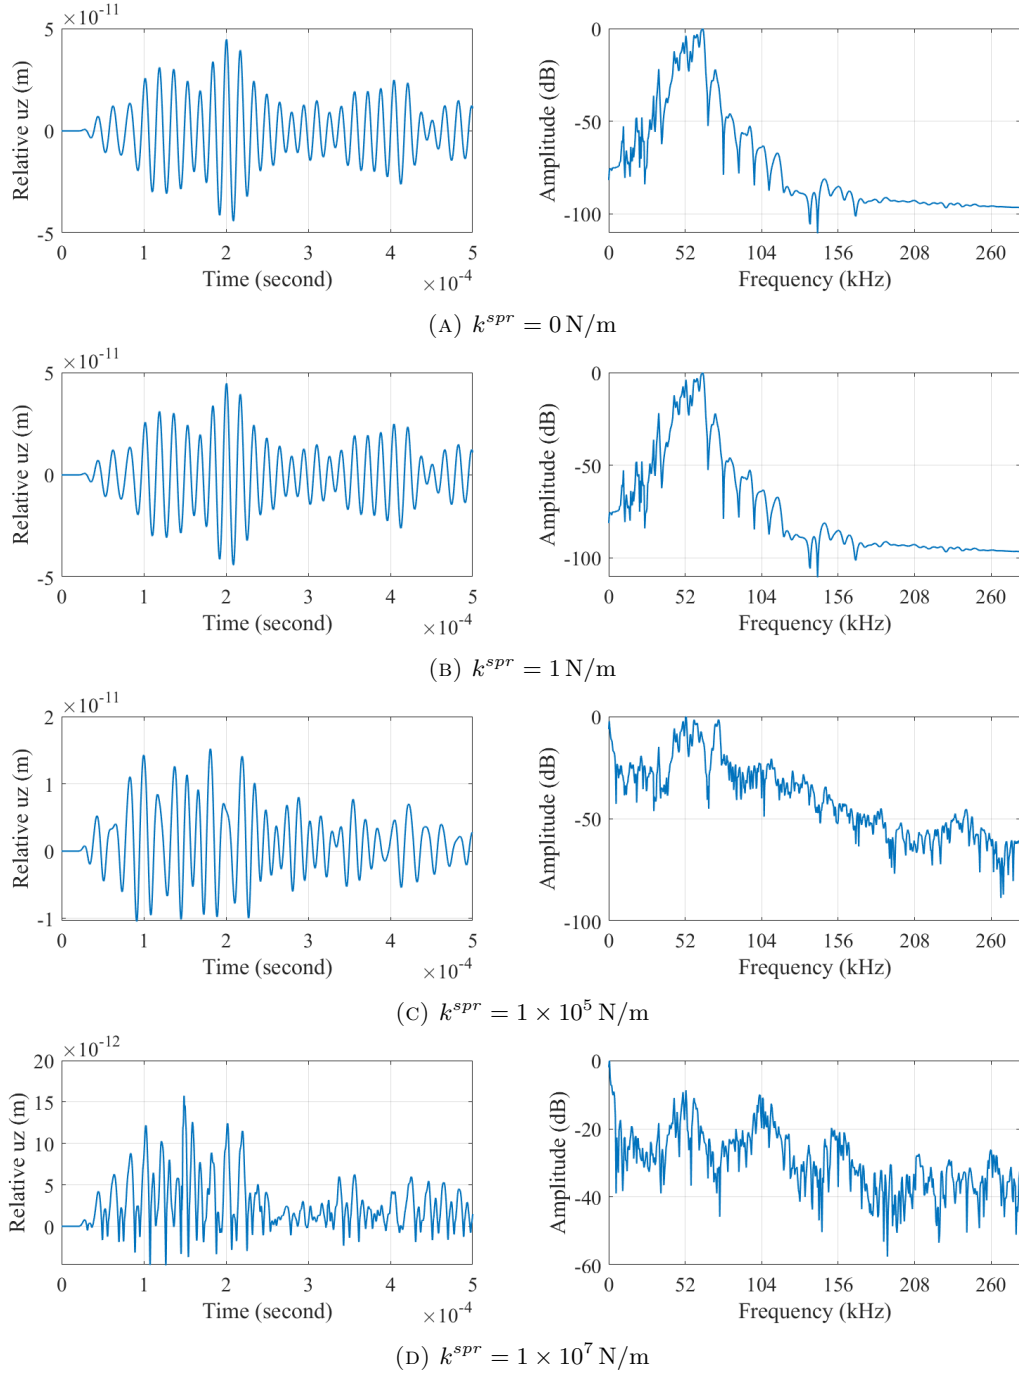 ×10⁻¹¹
5
0
-5
Relative uz (m)
0 1 2 3 4 5
Time (second)
×10⁻⁴
0
-50
-100
Amplitude (dB)
0 52 104 156 208 260
Frequency (kHz)
(A) k^{spr} = 0 N/m
×10⁻¹¹
5
0
-5
Relative uz (m)
0 1 2 3 4 5
Time (second)
×10⁻⁴
0
-50
-100
Amplitude (dB)
0 52 104 156 208 260
Frequency (kHz)
(B) k^{spr} = 1 N/m
×10⁻¹¹
2
1
0
-1
Relative uz (m)
0 1 2 3 4 5
Time (second)
×10⁻⁴
0
-50
-100
Amplitude (dB)
0 52 104 156 208 260
Frequency (kHz)
(C) k^{spr} = 1 × 10⁵ N/m
×10⁻¹²
20
15
10
5
0
Relative uz (m)
0 1 2 3 4 5
Time (second)
×10⁻⁴
0
-20
-40
-60
Amplitude (dB)
0 52 104 156 208 260
Frequency (kHz)
(D) k^{spr} = 1 × 10⁷ N/m